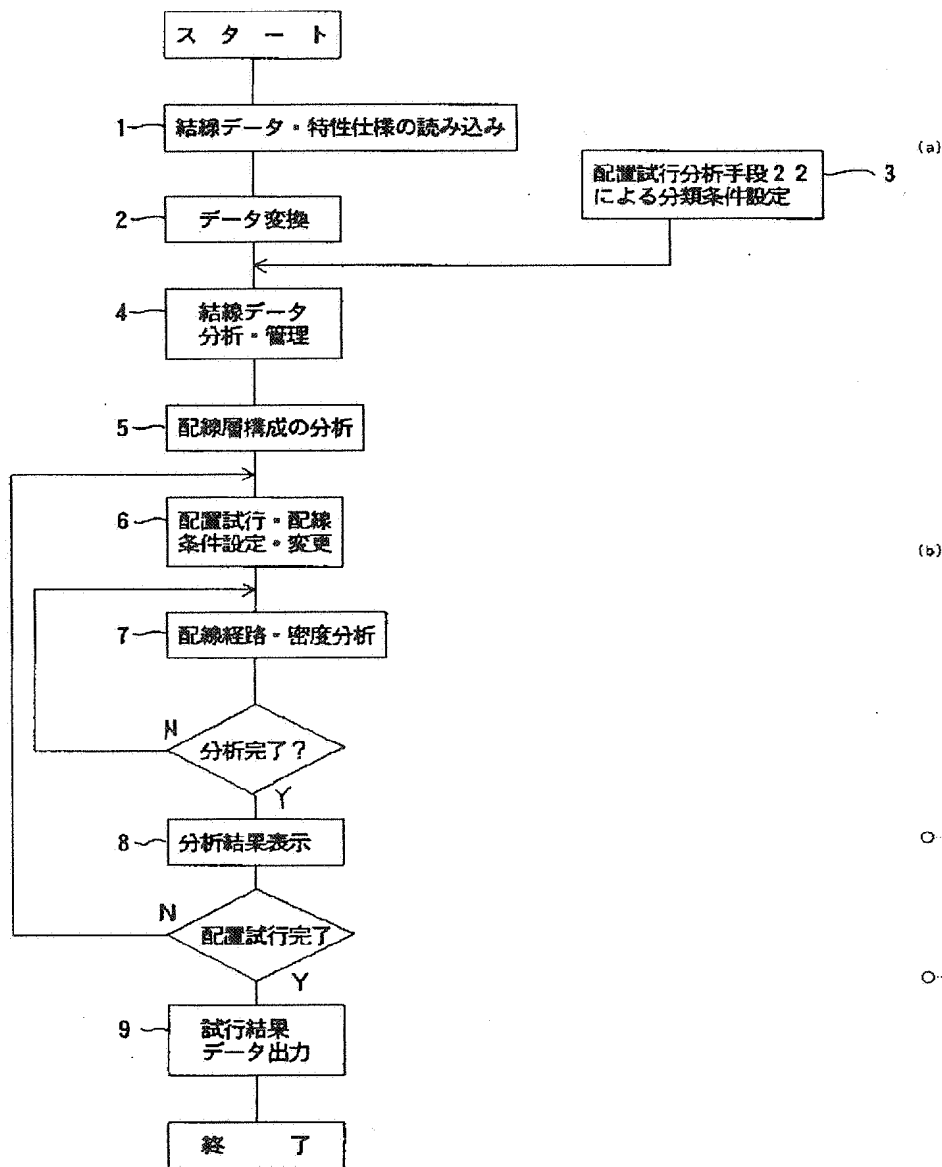 スタート
1
結線データ・特性仕様の読み込み
(a)
配置試行分析手段22
による分類条件設定
3
2
データ変換
4
結線データ
分析・管理
5
配線層構成の分析
6
配置試行・配線
条件設定・変更
(b)
7
配線経路・密度分析
N
分析完了?
Y
8
分析結果表示
N
配置試行完了
Y
9
試行結果
データ出力
終了